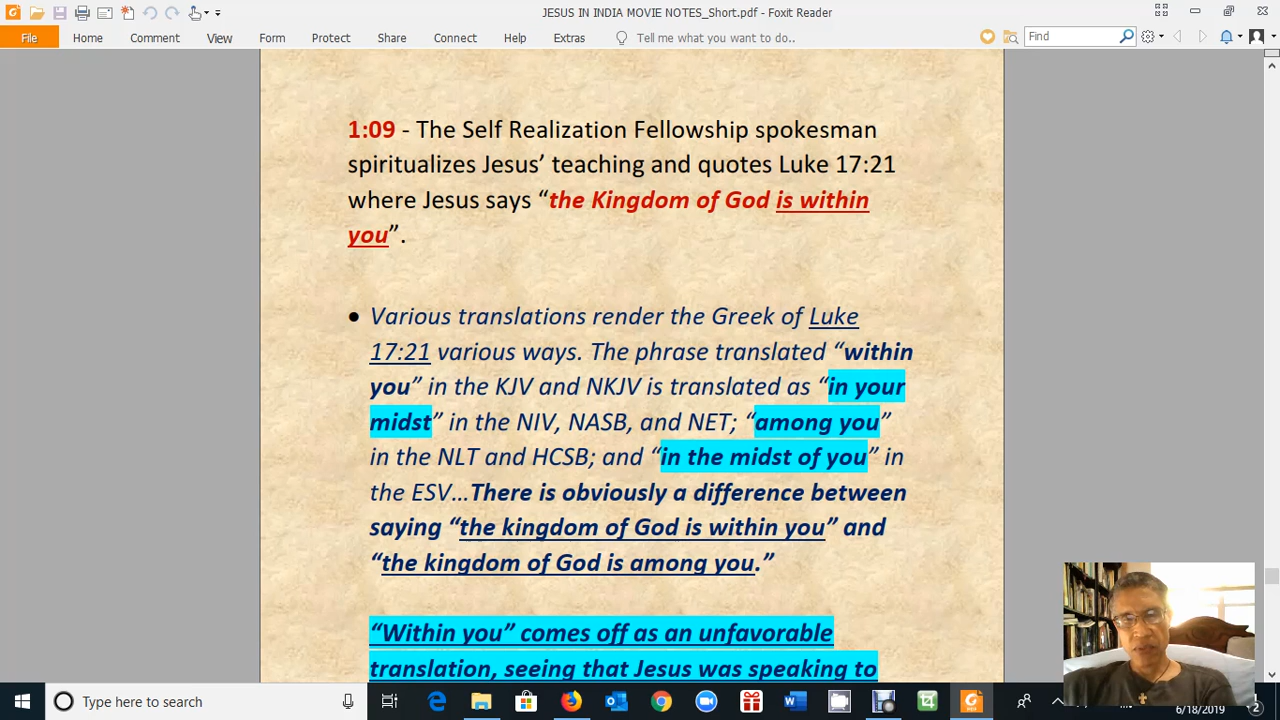 JESUS IN INDIA MOVIE NOTES_Short.pdf - Foxit Reader
File Home Comment View Form Protect Share Connect Help Extras Tell me what you want to do.. Find
1:09 - The Self Realization Fellowship spokesman
spiritualizes Jesus’ teaching and quotes Luke 17:21
where Jesus says “the Kingdom of God is within
you”.
• Various translations render the Greek of Luke
17:21 various ways. The phrase translated “within
you” in the KJV and NKJV is translated as “in your
midst” in the NIV, NASB, and NET; “among you”
in the NLT and HCSB; and “in the midst of you” in
the ESV…There is obviously a difference between
saying “the kingdom of God is within you” and
“the kingdom of God is among you.”
“Within you” comes off as an unfavorable
translation, seeing that Jesus was speaking to
Type here to search
6/18/2019